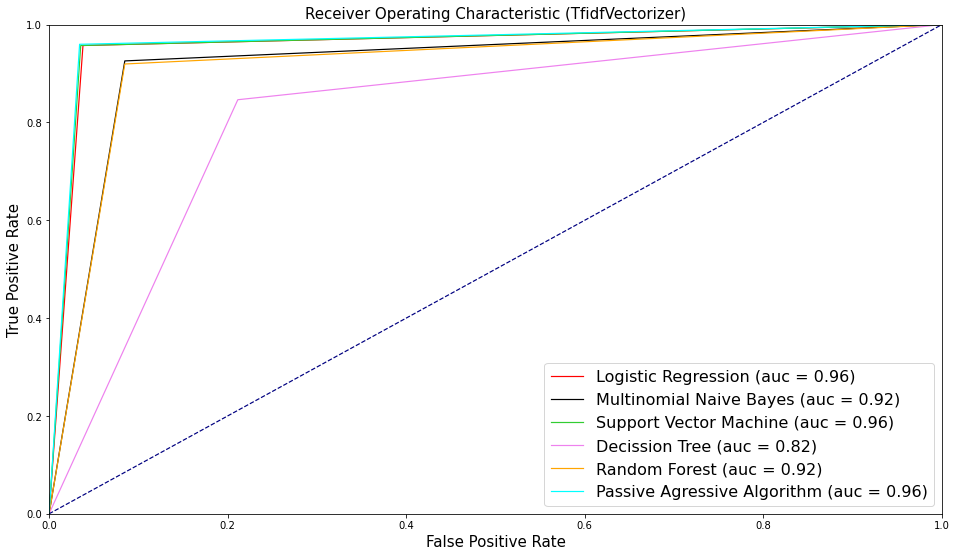 Receiver Operating Characteristic (TfidfVectorizer)
1.0
0.8
0.6
0.4
0.2
0.0
True Positive Rate
Logistic Regression (auc = 0.96)
Multinomial Naive Bayes (auc = 0.92)
Support Vector Machine (auc = 0.96)
Decission Tree (auc = 0.82)
Random Forest (auc = 0.92)
Passive Agressive Algorithm (auc = 0.96)
0.0 0.2 0.4 0.6 0.8 1.0
False Positive Rate